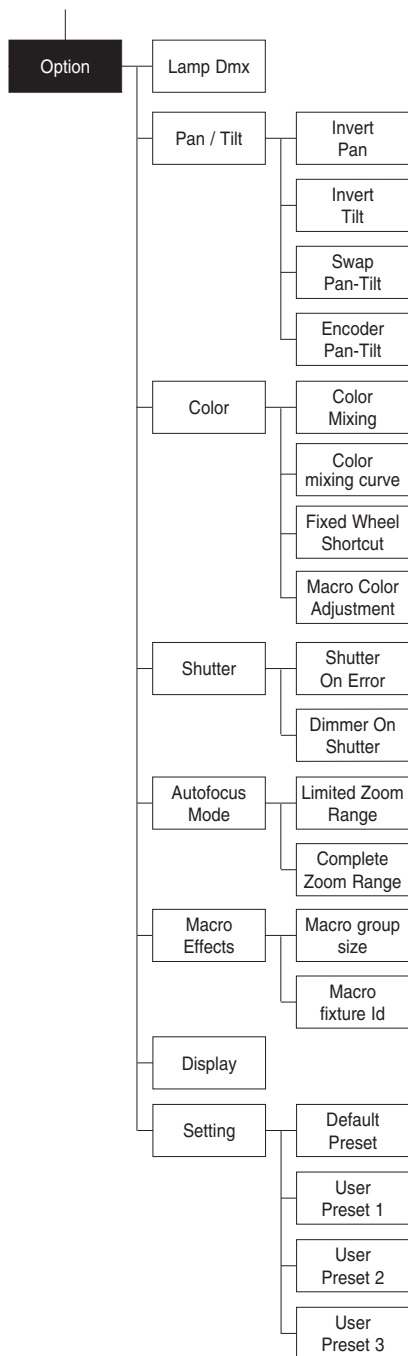 Option
Lamp Dmx
Pan / Tilt
Invert
Pan
Invert
Tilt
Swap
Pan-Tilt
Encoder
Pan-Tilt
Color
Color
Mixing
Color
mixing curve
Fixed Wheel
Shortcut
Macro Color
Adjustment
Shutter
Shutter
On Error
Dimmer On
Shutter
Autofocus
Mode
Limited Zoom
Range
Complete
Zoom Range
Macro
Effects
Macro group
size
Macro
fixture Id
Display
Setting
Default
Preset
User
Preset 1
User
Preset 2
User
Preset 3